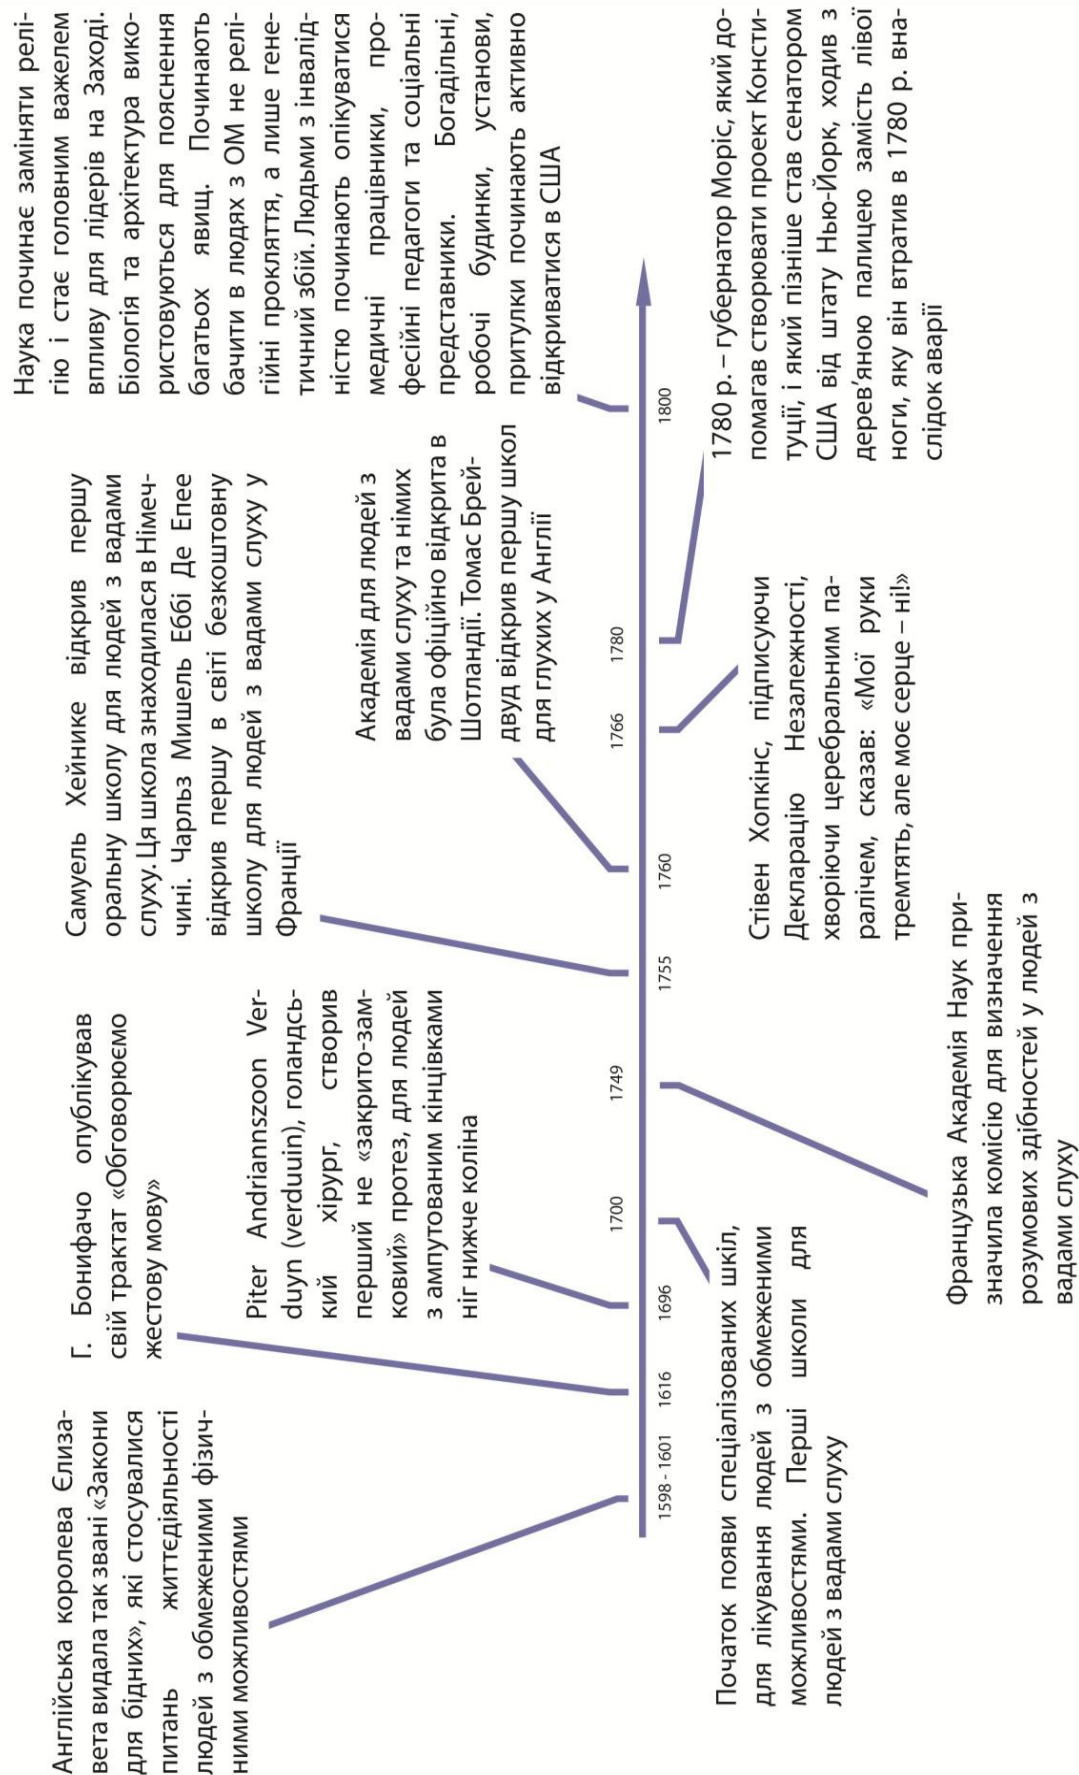 Англійська королева Єлиза-
вета видала так звані «Закони
для бідних», які стосувалися
питань життєдіяльності
людей з обмеженими фізич-
ними можливостями
Г. Бонифачо опублікував
свій трактат «Обговорюємо
жестову мову»
Piter Andriannszoon Ver-
duyn (verduuin), голандсь-
кий хірург, створив
перший не «закрито-зам-
ковий» протез, для людей
з ампутованим кінцівками
ніг нижче коліна
Самуель Хейнике відкрив першу
оральну школу для людей з вадами
слуху. Ця школа знаходилася в Німеч-
чині. Чарльз Мишель Еббі Де Епее
відкрив першу в світі безкоштовну
школу для людей з вадами слуху у
Франції
Академія для людей з
вадами слуху та німих
була офіційно відкрита в
Шотландії. Томас Брей-
двуд відкрив першу школ
для глухих у Англії
Наука починає заміняти релі-
гію і стає головним важелем
впливу для лідерів на Заході.
Біологія та архітектура вико-
ристовуються для пояснення
багатьох явищ. Починають
бачити в людях з ОМ не релі-
гійні прокляття, а лише гене-
тичний збій. Людьми з інвалід-
ністю починають опікуватися
медичні працівники, про-
фесійні педагоги та соціальні
представники. Богадільні,
робочі будинки, установи,
притулки починають активно
відкриватися в США
1598 - 1601
1616
1696
1700
1749
1755
1760
1766
1780
1800
Початок появи спеціалізованих шкіл,
для лікування людей з обмеженими
можливостями. Перші школи для
людей з вадами слуху
Французька Академія Наук при-
значила комісію для визначення
розумових здібностей у людей з
вадами слуху
Стівен Хопкінс, підписуючи
Декларацію Незалежності,
хворіючи церебральним па-
ралічем, сказав: «Мої руки
тремтять, але моє серце – ні!»
1780 р. – губернатор Моріс, який до-
помагав створювати проект Консти-
туції, і який пізніше став сенатором
США від штату Нью-Йорк, ходив з
дерев’яною палицею замість лівої
ноги, яку він втратив в 1780 р. вна-
слідок аварії